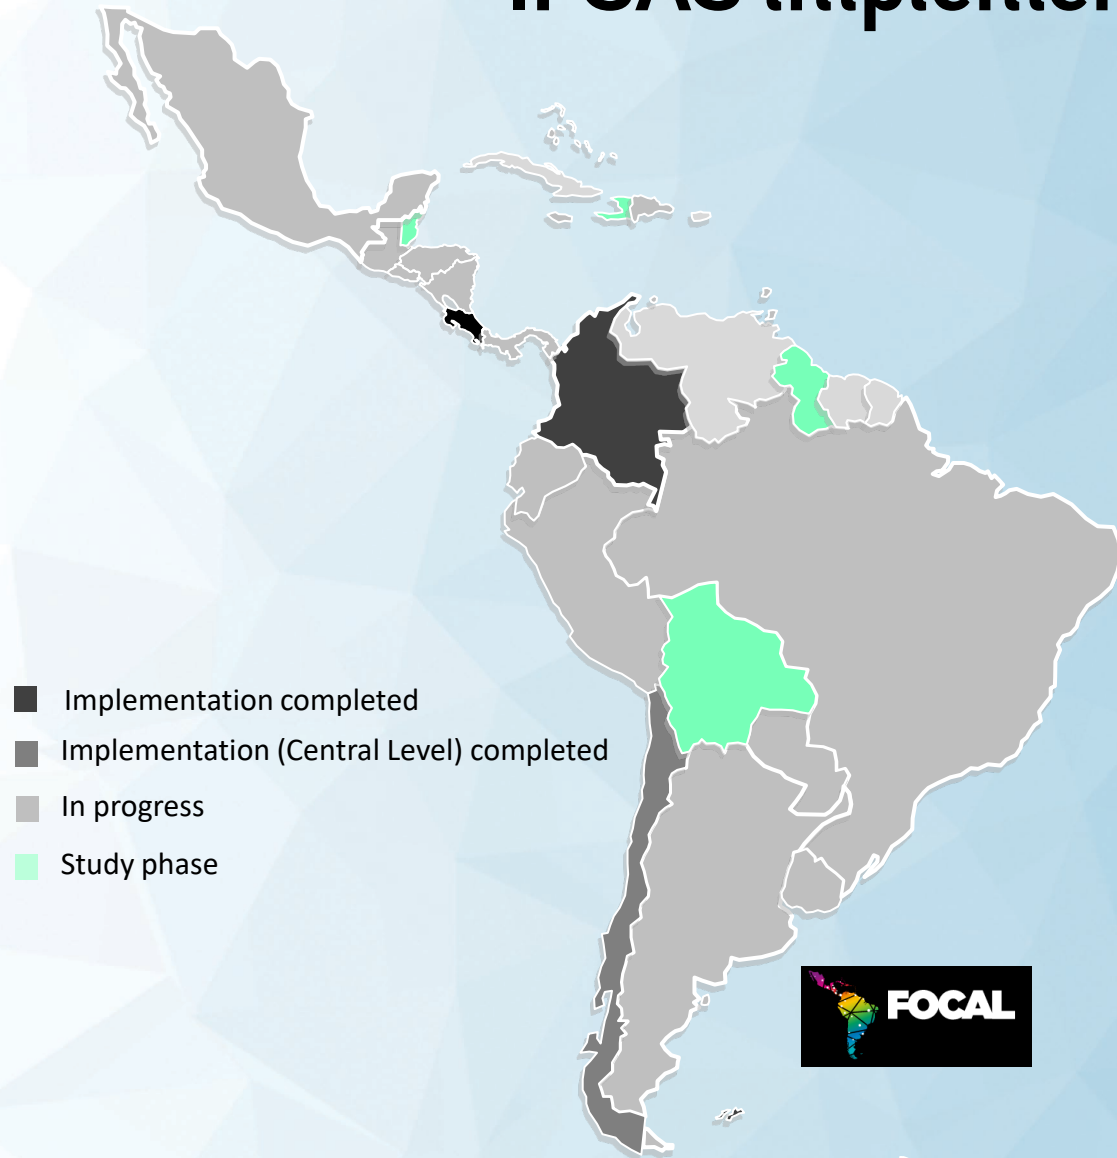 Implementation completed
Implementation (Central Level) completed
In progress
Study phase
FOCAL